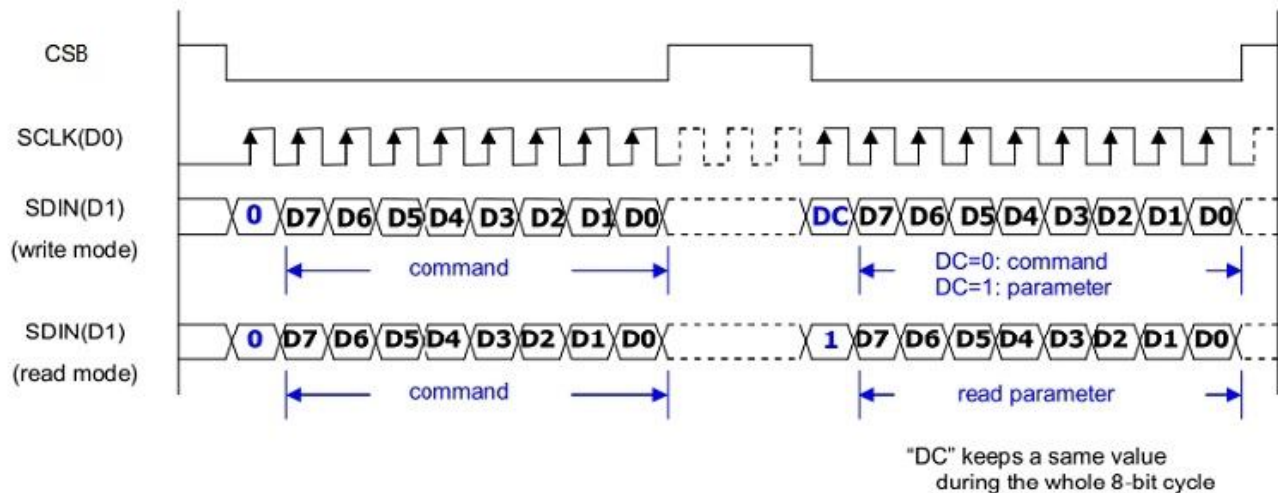 CSB
SCLK(D0)
SDIN(D1)
(write mode)
0 D7 D6 D5 D4 D3 D2 D1 D0 DC D7 D6 D5 D4 D3 D2 D1 D0
command
DC=0: command
DC=1: parameter
SDIN(D1)
(read mode)
0 D7 D6 D5 D4 D3 D2 D1 D0 1 D7 D6 D5 D4 D3 D2 D1 D0
command
read parameter
"DC" keeps a same value
during the whole 8-bit cycle